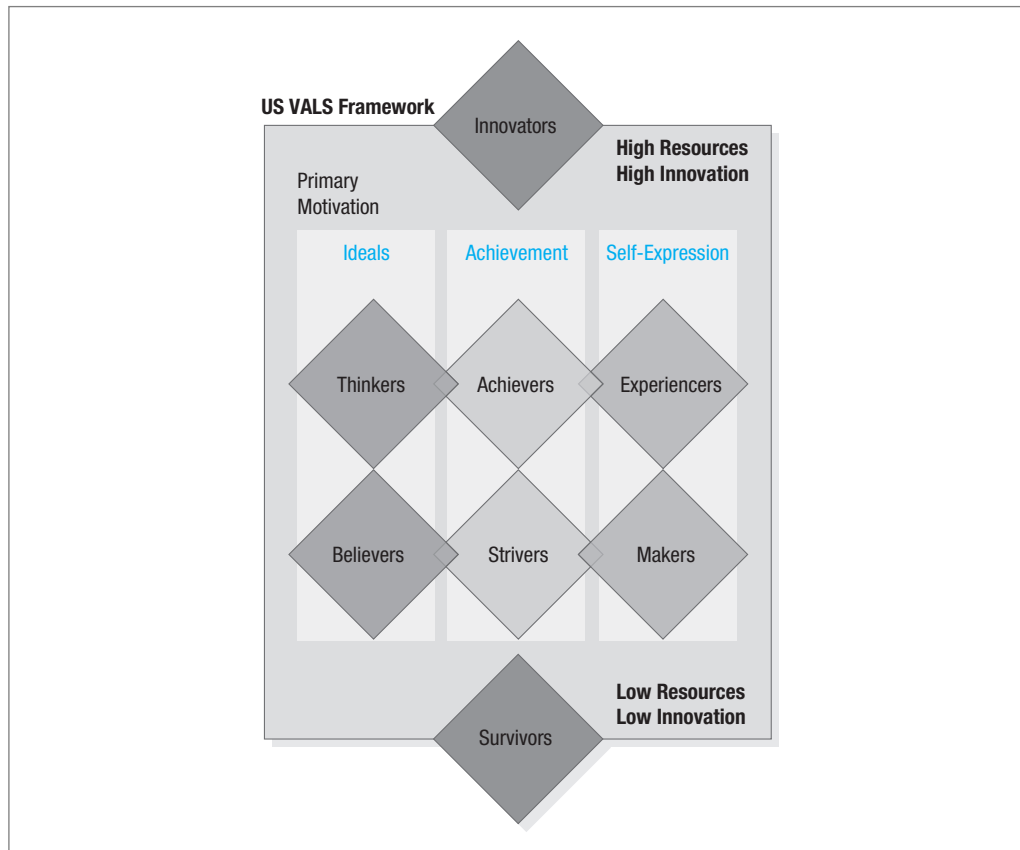 US VALS Framework
Innovators
High Resources
High Innovation
Primary
Motivation
Ideals
Achievement
Self-Expression
Thinkers
Achievers
Experiencers
Believers
Strivers
Makers
Low Resources
Low Innovation
Survivors